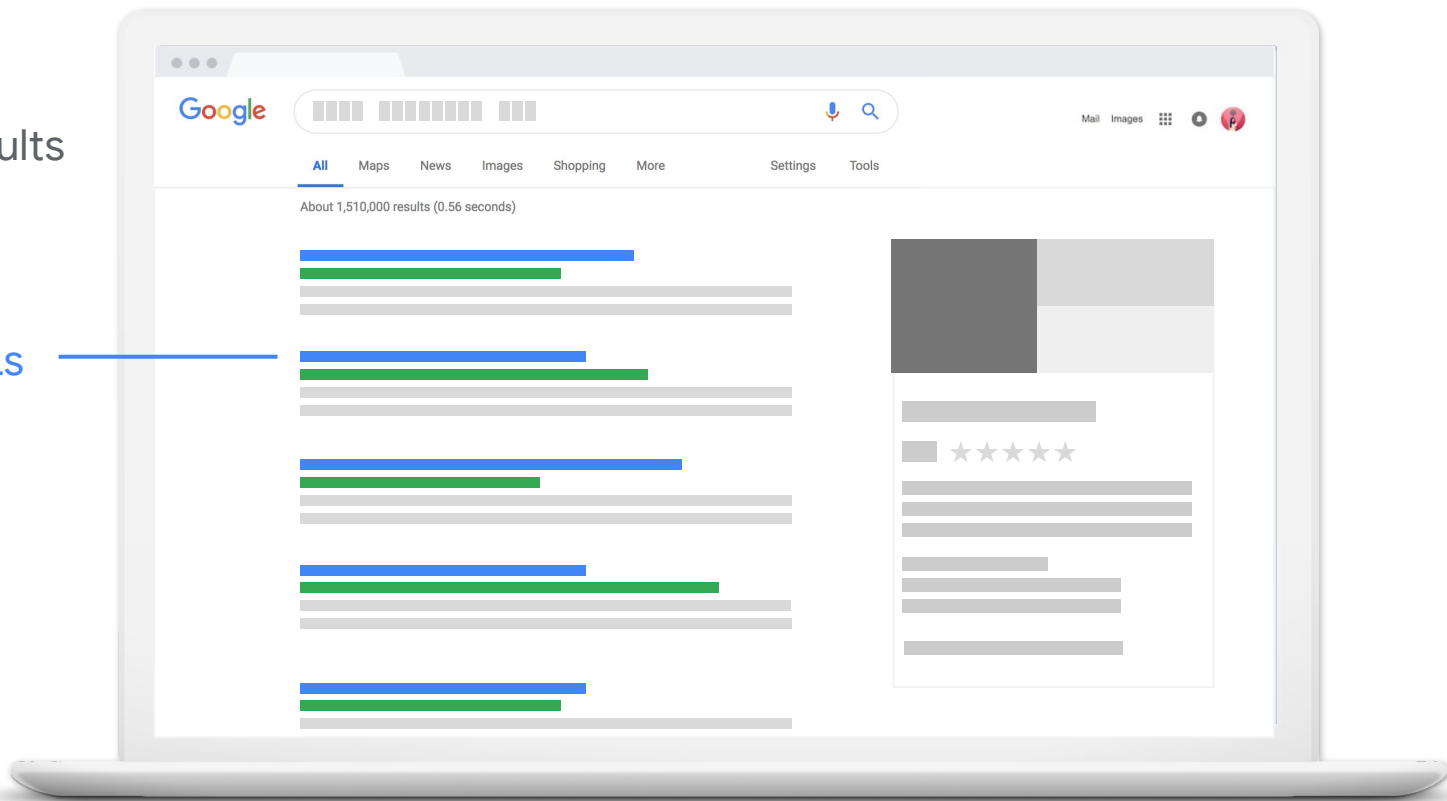 Google
Mail Images
ults
All Maps News Images Shopping More Settings Tools
About 1,510,000 results (0.56 seconds)